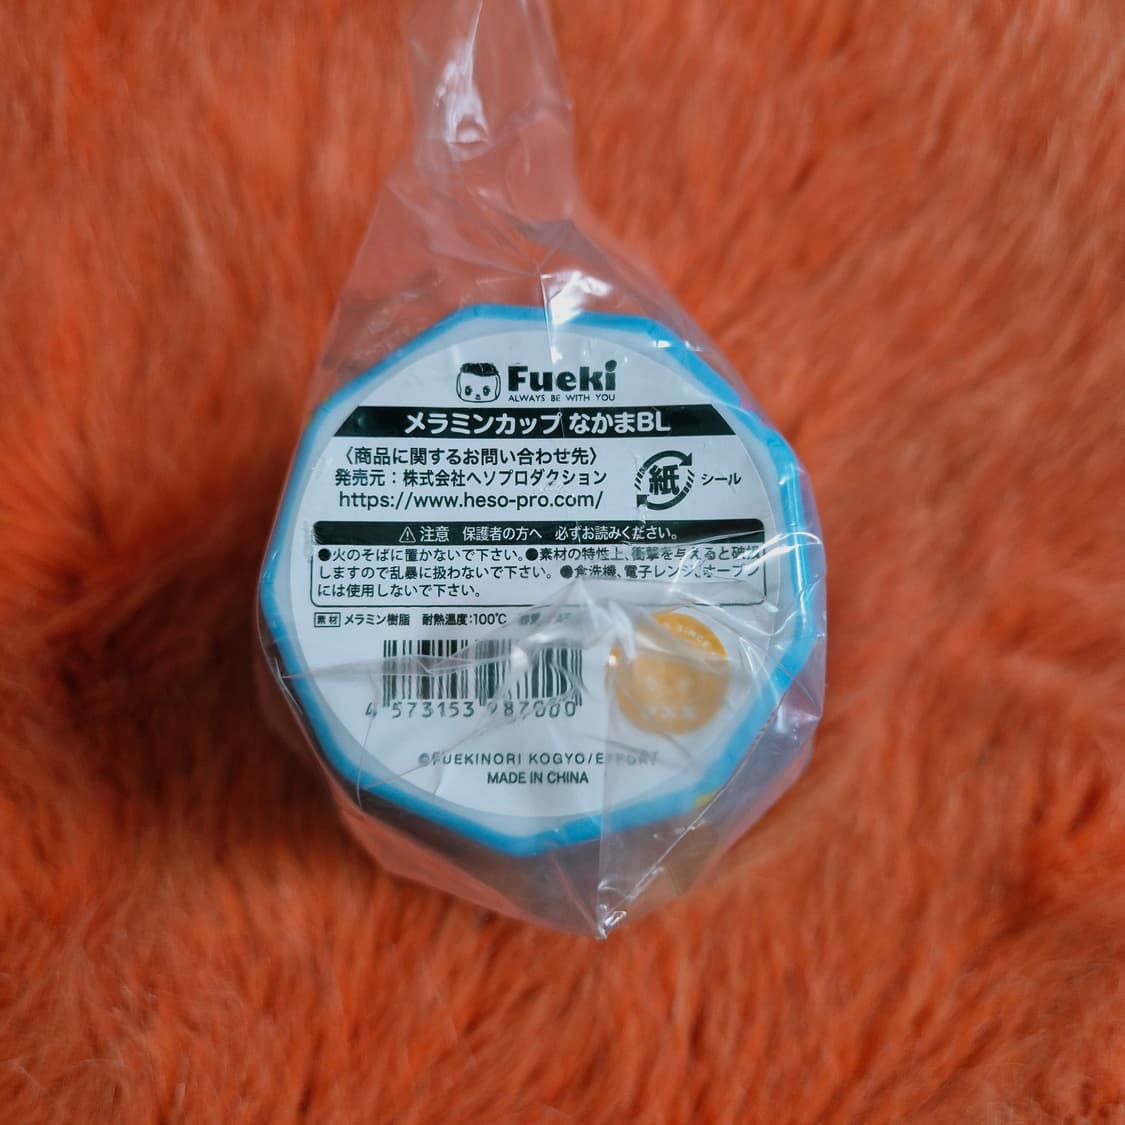 Fueki
ALWAYS BE WITH YOU
メラミンカップ なかまBL
〈商品に関するお問い合わせ先〉
発売元：株式会社ヘソプロダクション
https://www.heso-pro.com/
紙 シール
⚠注意 保護者の方へ 必ずお読みください。
●火のそばに置かないで下さい。●素材の特性上、衝撃を与えると破損
しますので乱暴に扱わないで下さい。●食洗機、電子レンジ、オーブン
には使用しないで下さい。
素材 メラミン樹脂 耐熱温度：100℃
SINCE
4 573153 987000
©FUEKINORI KOGYO/EFFORT
MADE IN CHINA